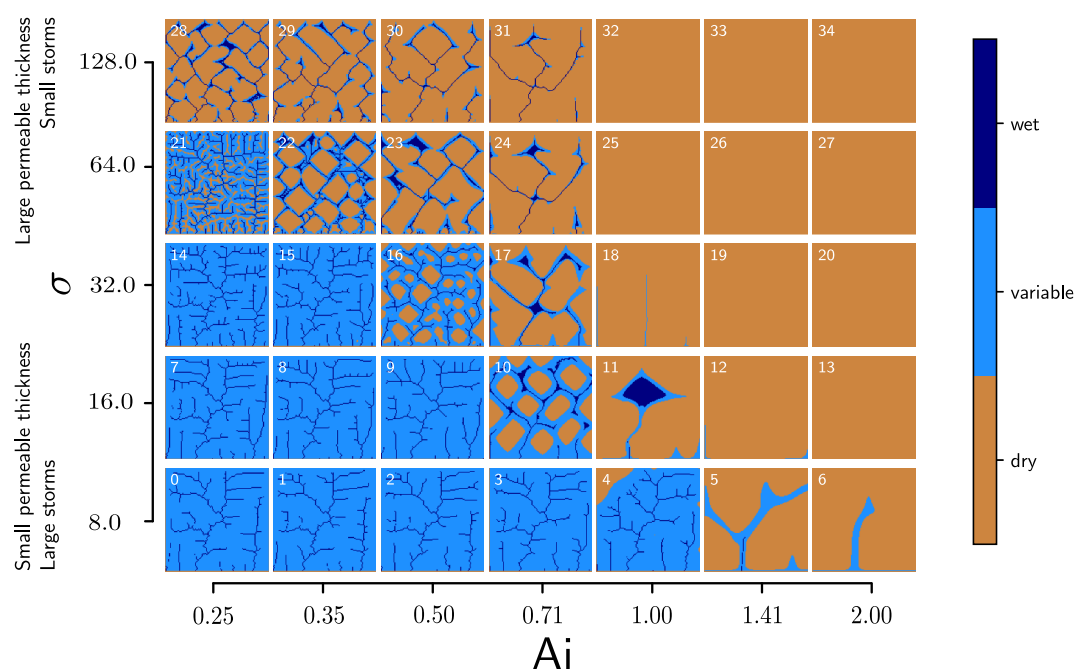 Large permeable thickness
Small storms
Small permeable thickness
Large storms
σ
128.0
64.0
32.0
16.0
8.0
28 29 30 31 32 33 34
21 22 23 24 25 26 27
14 15 16 17 18 19 20
7 8 9 10 11 12 13
0 1 2 3 4 5 6
0.25 0.35 0.50 0.71 1.00 1.41 2.00
Ai
wet
variable
dry